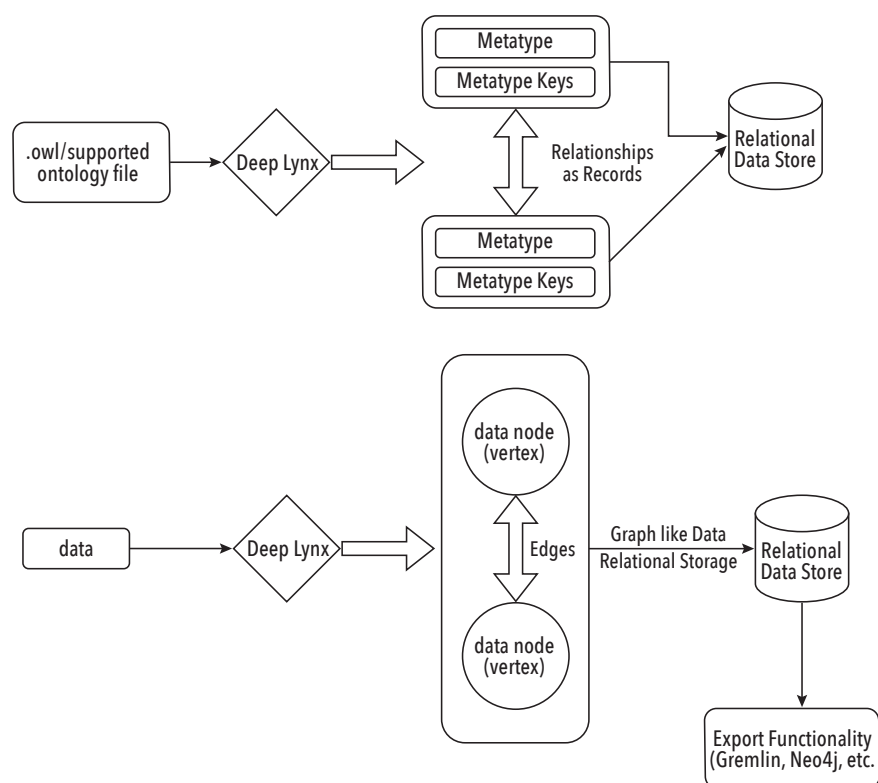 Metatype
Metatype Keys
.owl/supported
ontology file
Deep Lynx
Relationships
as Records
Relational
Data Store
Metatype
Metatype Keys
data node
(vertex)
data
Deep Lynx
Edges
Graph like Data
Relational Storage
Relational
Data Store
data node
(vertex)
Export Functionality
(Gremlin, Neo4j, etc.